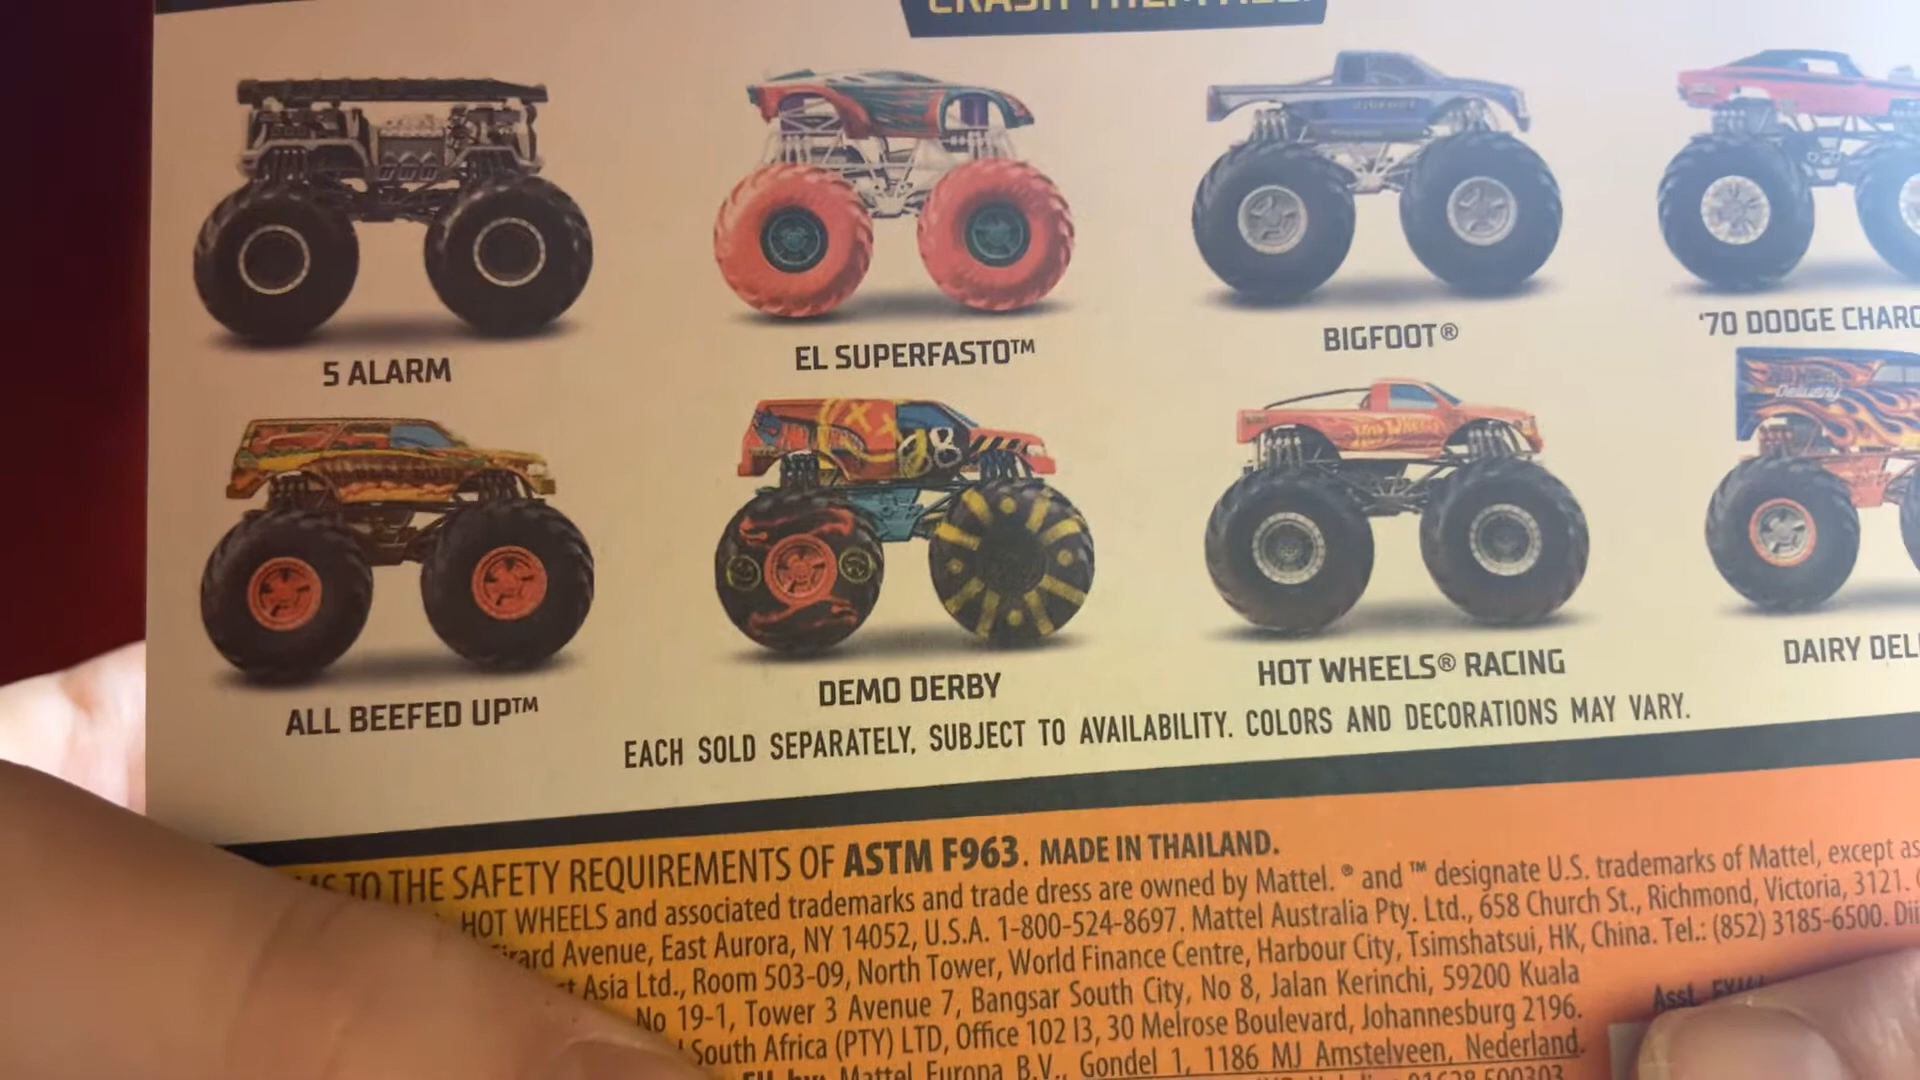 CRASH THEM ALL!
5 ALARM
EL SUPERFASTO™
BIGFOOT®
'70 DODGE CHARG
ALL BEEFED UP™
DEMO DERBY
HOT WHEELS® RACING
DAIRY DEL
EACH SOLD SEPARATELY, SUBJECT TO AVAILABILITY. COLORS AND DECORATIONS MAY VARY.
TO THE SAFETY REQUIREMENTS OF ASTM F963. MADE IN THAILAND.
HOT WHEELS and associated trademarks and trade dress are owned by Mattel. ® and ™ designate U.S. trademarks of Mattel, except as
Avenue, East Aurora, NY 14052, U.S.A. 1-800-524-8697. Mattel Australia Pty. Ltd., 658 Church St., Richmond, Victoria, 3121.
Asia Ltd., Room 503-09, North Tower, World Finance Centre, Harbour City, Tsimshatsui, HK, China. Tel.: (852) 3185-6500.
No 19-1, Tower 3 Avenue 7, Bangsar South City, No 8, Jalan Kerinchi, 59200 Kuala
South Africa (PTY) LTD, Office 102 I3, 30 Melrose Boulevard, Johannesburg 2196.
Mattel Europa B.V., Gondel 1, 1186 MJ Amstelveen, Nederland.
Asst.